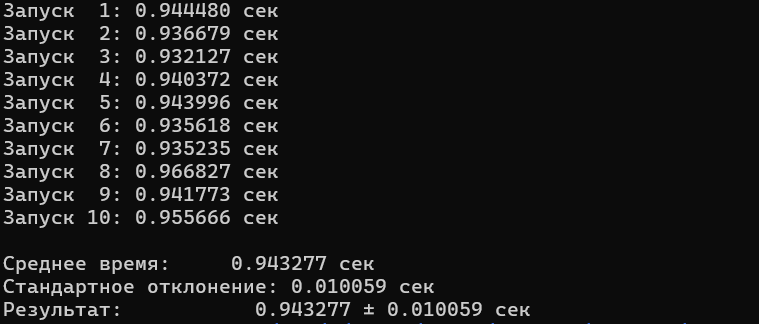 Запуск  1: 0.944480 сек
Запуск  2: 0.936679 сек
Запуск  3: 0.932127 сек
Запуск  4: 0.940372 сек
Запуск  5: 0.943996 сек
Запуск  6: 0.935618 сек
Запуск  7: 0.935235 сек
Запуск  8: 0.966827 сек
Запуск  9: 0.941773 сек
Запуск 10: 0.955666 сек
Среднее время:     0.943277 сек
Стандартное отклонение: 0.010059 сек
Результат:           0.943277 ± 0.010059 сек